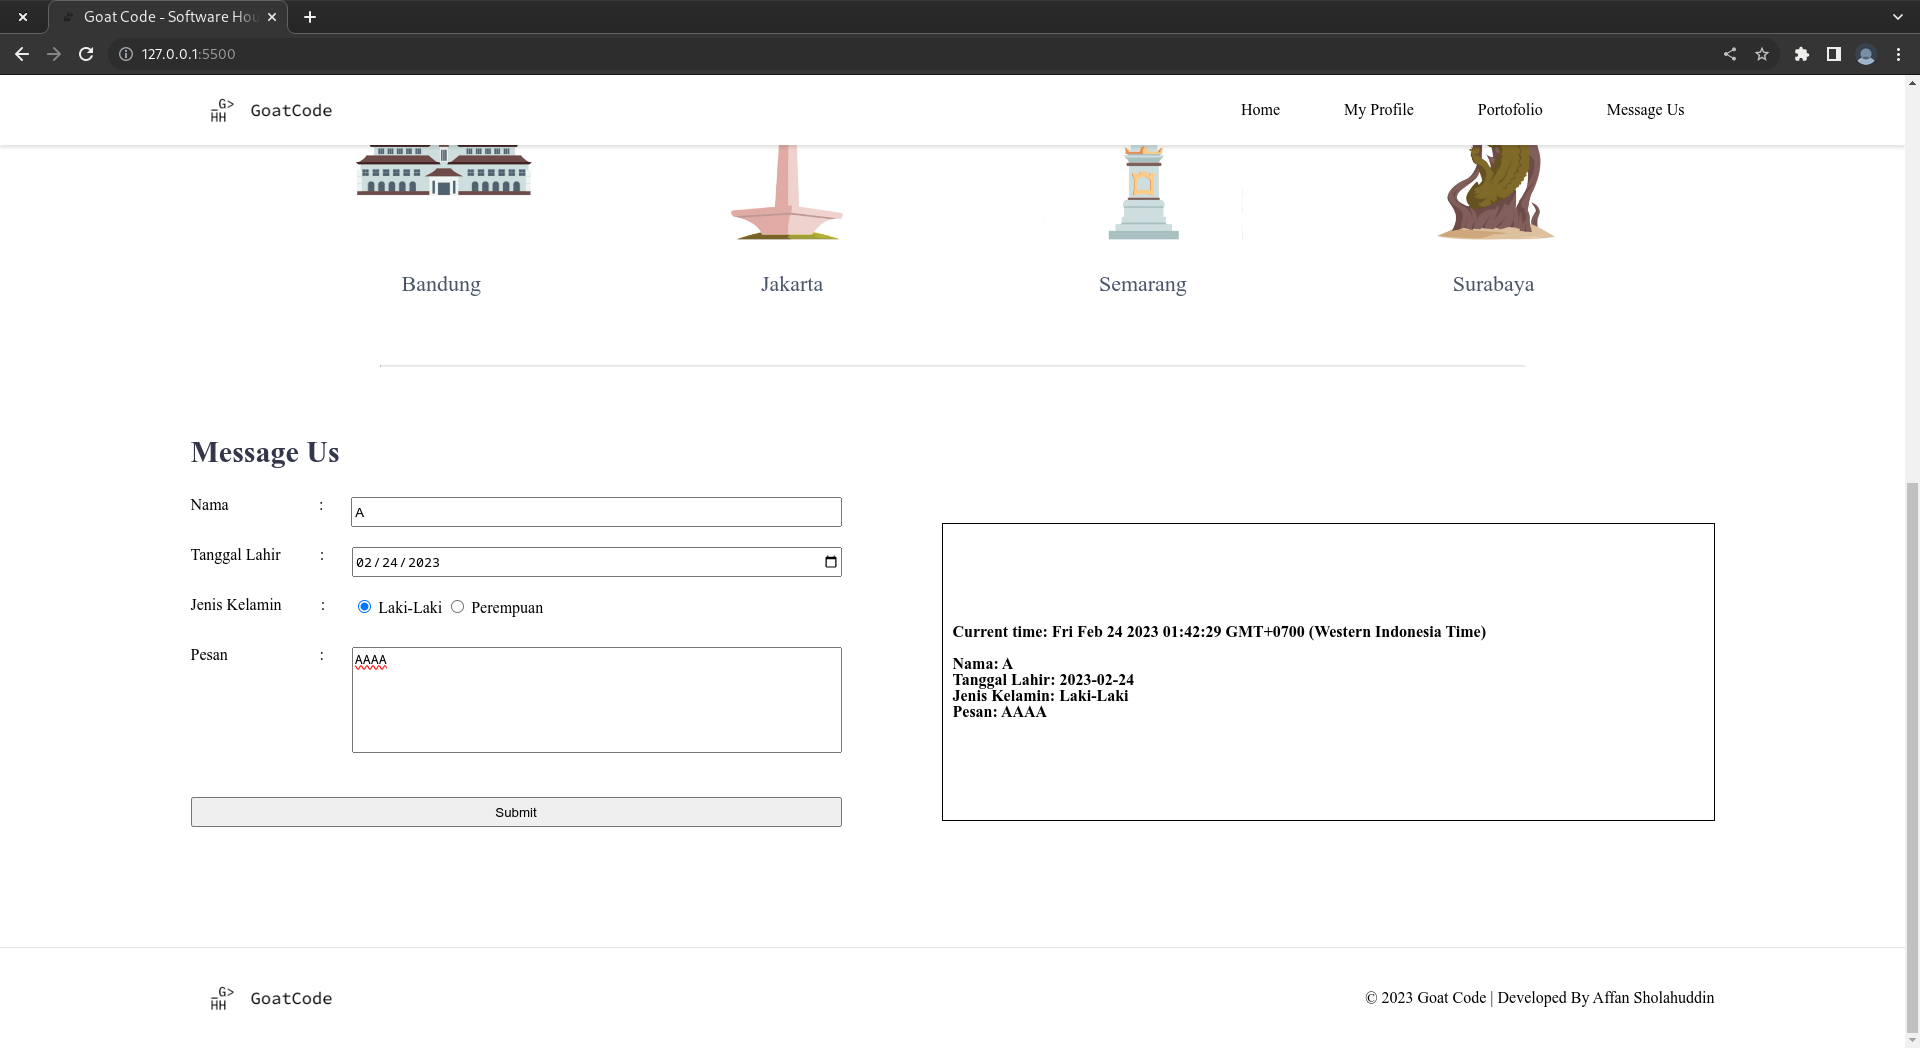 Goat Code - Software Hou
127.0.0.1:5500
_G>
HH
GoatCode
Home
My Profile
Portofolio
Message Us
Bandung
Jakarta
Semarang
Surabaya
Message Us
Nama : A
Tanggal Lahir : 02/24/2023
Jenis Kelamin : Laki-Laki Perempuan
Pesan : AAAA
Submit
Current time: Fri Feb 24 2023 01:42:29 GMT+0700 (Western Indonesia Time)
Nama: A
Tanggal Lahir: 2023-02-24
Jenis Kelamin: Laki-Laki
Pesan: AAAA
_G>
HH
GoatCode
© 2023 Goat Code | Developed By Affan Sholahuddin